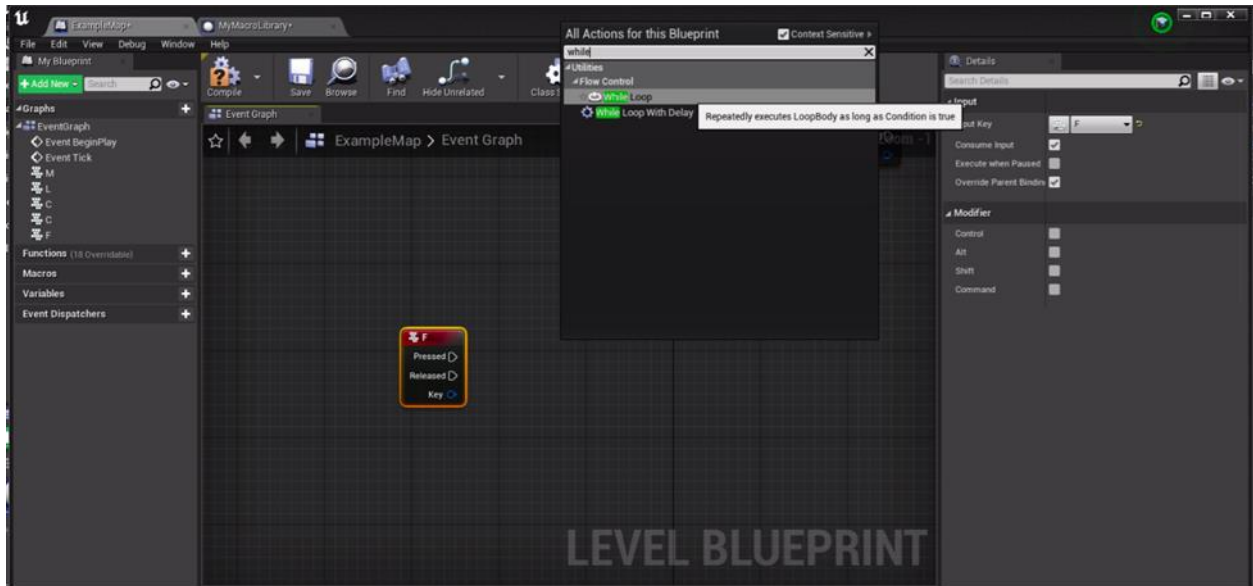 ExampleMap•
MyMacroLibrary•
File Edit View Debug Window Help
My Blueprint
+ Add New
Search
Compile
Save
Browse
Find
Hide Unrelated
Class
Graphs
EventGraph
Event BeginPlay
Event Tick
M
L
C
C
F
Functions (18 Overridable)
Macros
Variables
Event Dispatchers
Event Graph
ExampleMap > Event Graph
-1
F
Pressed
Released
Key
LEVEL BLUEPRINT
All Actions for this Blueprint
Context Sensitive
while
Utilities
Flow Control
While Loop
While Loop With Delay
Repeatedly executes LoopBody as long as Condition is true
Details
Search Details
Input
F
Consume Input
Execute when Paused
Override Parent Bindin
Modifier
Control
Alt
Shift
Command